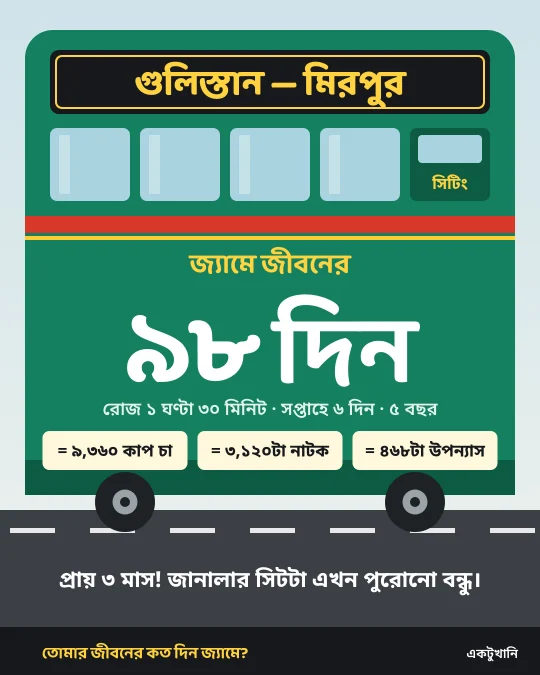 গুলিস্তান – মিরপুর
সিটিং
জ্যামে জীবনের
৯৮ দিন
রোজ ১ ঘণ্টা ৩০ মিনিট · সপ্তাহে ৬ দিন · ৫ বছর
= ৯,৩৬০ কাপ চা
= ৩,১২০টা নাটক
= ৪৬৮টা উপন্যাস
প্রায় ৩ মাস! জানালার সিটটা এখন পুরোনো বন্ধু।
তোমার জীবনের কত দিন জ্যামে?
একটুখানি